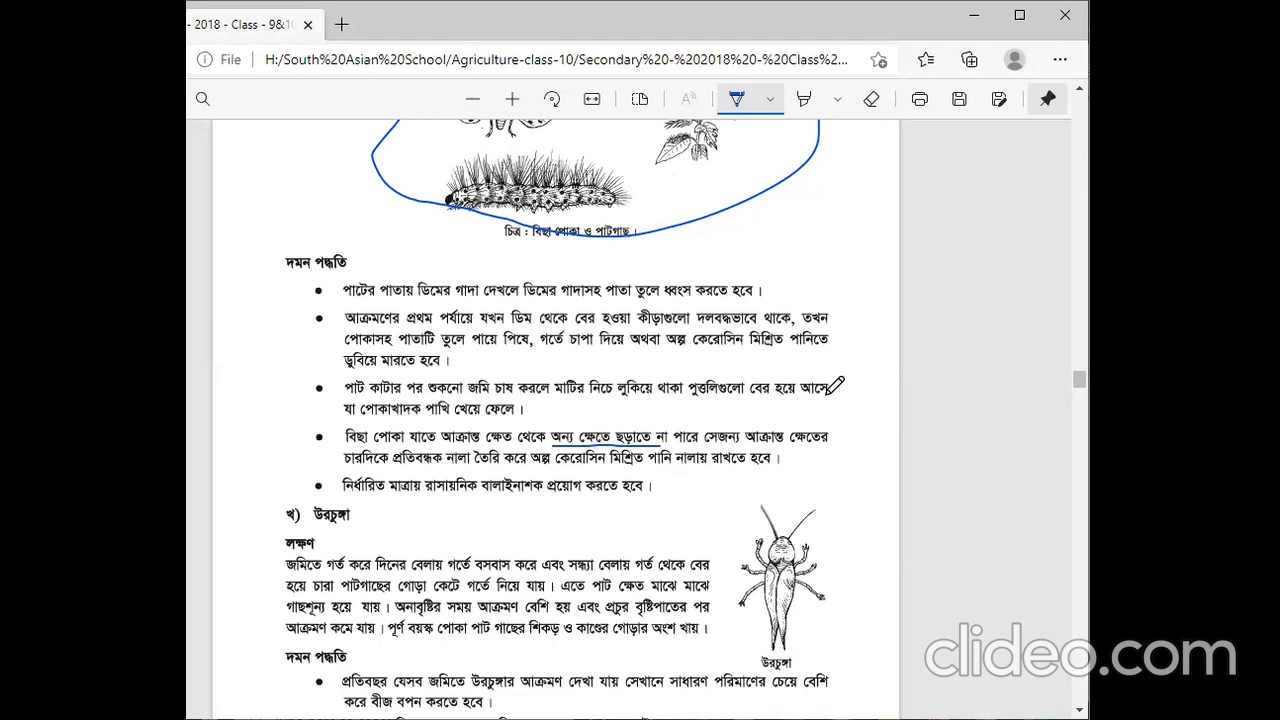 - 2018 - Class - 9&10
File
H:/South%20Asian%20School/Agriculture-class-10/Secondary%20-%202018%20-%20Class%2...
চিত্র : বিছা পোকা ও পাটগাছ।
দমন পদ্ধতি
• পাটের পাতায় ডিমের গাদা দেখলে ডিমের গাদাসহ পাতা তুলে ধ্বংস করতে হবে।
• আক্রমণের প্রথম পর্যায়ে যখন ডিম থেকে বের হওয়া কীড়াগুলো দলবদ্ধভাবে থাকে, তখন
পোকাসহ পাতাটি তুলে পায়ে পিষে, গর্তে চাপা দিয়ে অথবা অল্প কেরোসিন মিশ্রিত পানিতে
ডুবিয়ে মারতে হবে।
• পাট কাটার পর শুকনো জমি চাষ করলে মাটির নিচে লুকিয়ে থাকা পুত্তলিগুলো বের হয়ে আসে
যা পোকাখাদক পাখি খেয়ে ফেলে।
• বিছা পোকা যাতে আক্রান্ত ক্ষেত থেকে অন্য ক্ষেতে ছড়াতে না পারে সেজন্য আক্রান্ত ক্ষেতের
চারদিকে প্রতিবন্ধক নালা তৈরি করে অল্প কেরোসিন মিশ্রিত পানি নালায় রাখতে হবে।
• নির্ধারিত মাত্রায় রাসায়নিক বালাইনাশক প্রয়োগ করতে হবে।
খ) উরচুঙ্গা
লক্ষণ
জমিতে গর্ত করে দিনের বেলায় গর্তে বসবাস করে এবং সন্ধ্যা বেলায় গর্ত থেকে বের
হয়ে চারা পাটগাছের গোড়া কেটে গর্তে নিয়ে যায়। এতে পাট ক্ষেত মাঝে মাঝে
গাছশূন্য হয়ে যায়। অনাবৃষ্টির সময় আক্রমণ বেশি হয় এবং প্রচুর বৃষ্টিপাতের পর
আক্রমণ কমে যায়। পূর্ণ বয়স্ক পোকা পাট গাছের শিকড় ও কাণ্ডের গোড়ার অংশ খায়।
উরচুঙ্গা
দমন পদ্ধতি
• প্রতিবছর যেসব জমিতে উরচুঙ্গার আক্রমণ দেখা যায় সেখানে সাধারণ পরিমাণের চেয়ে বেশি
করে বীজ বপন করতে হবে।
clideo.com